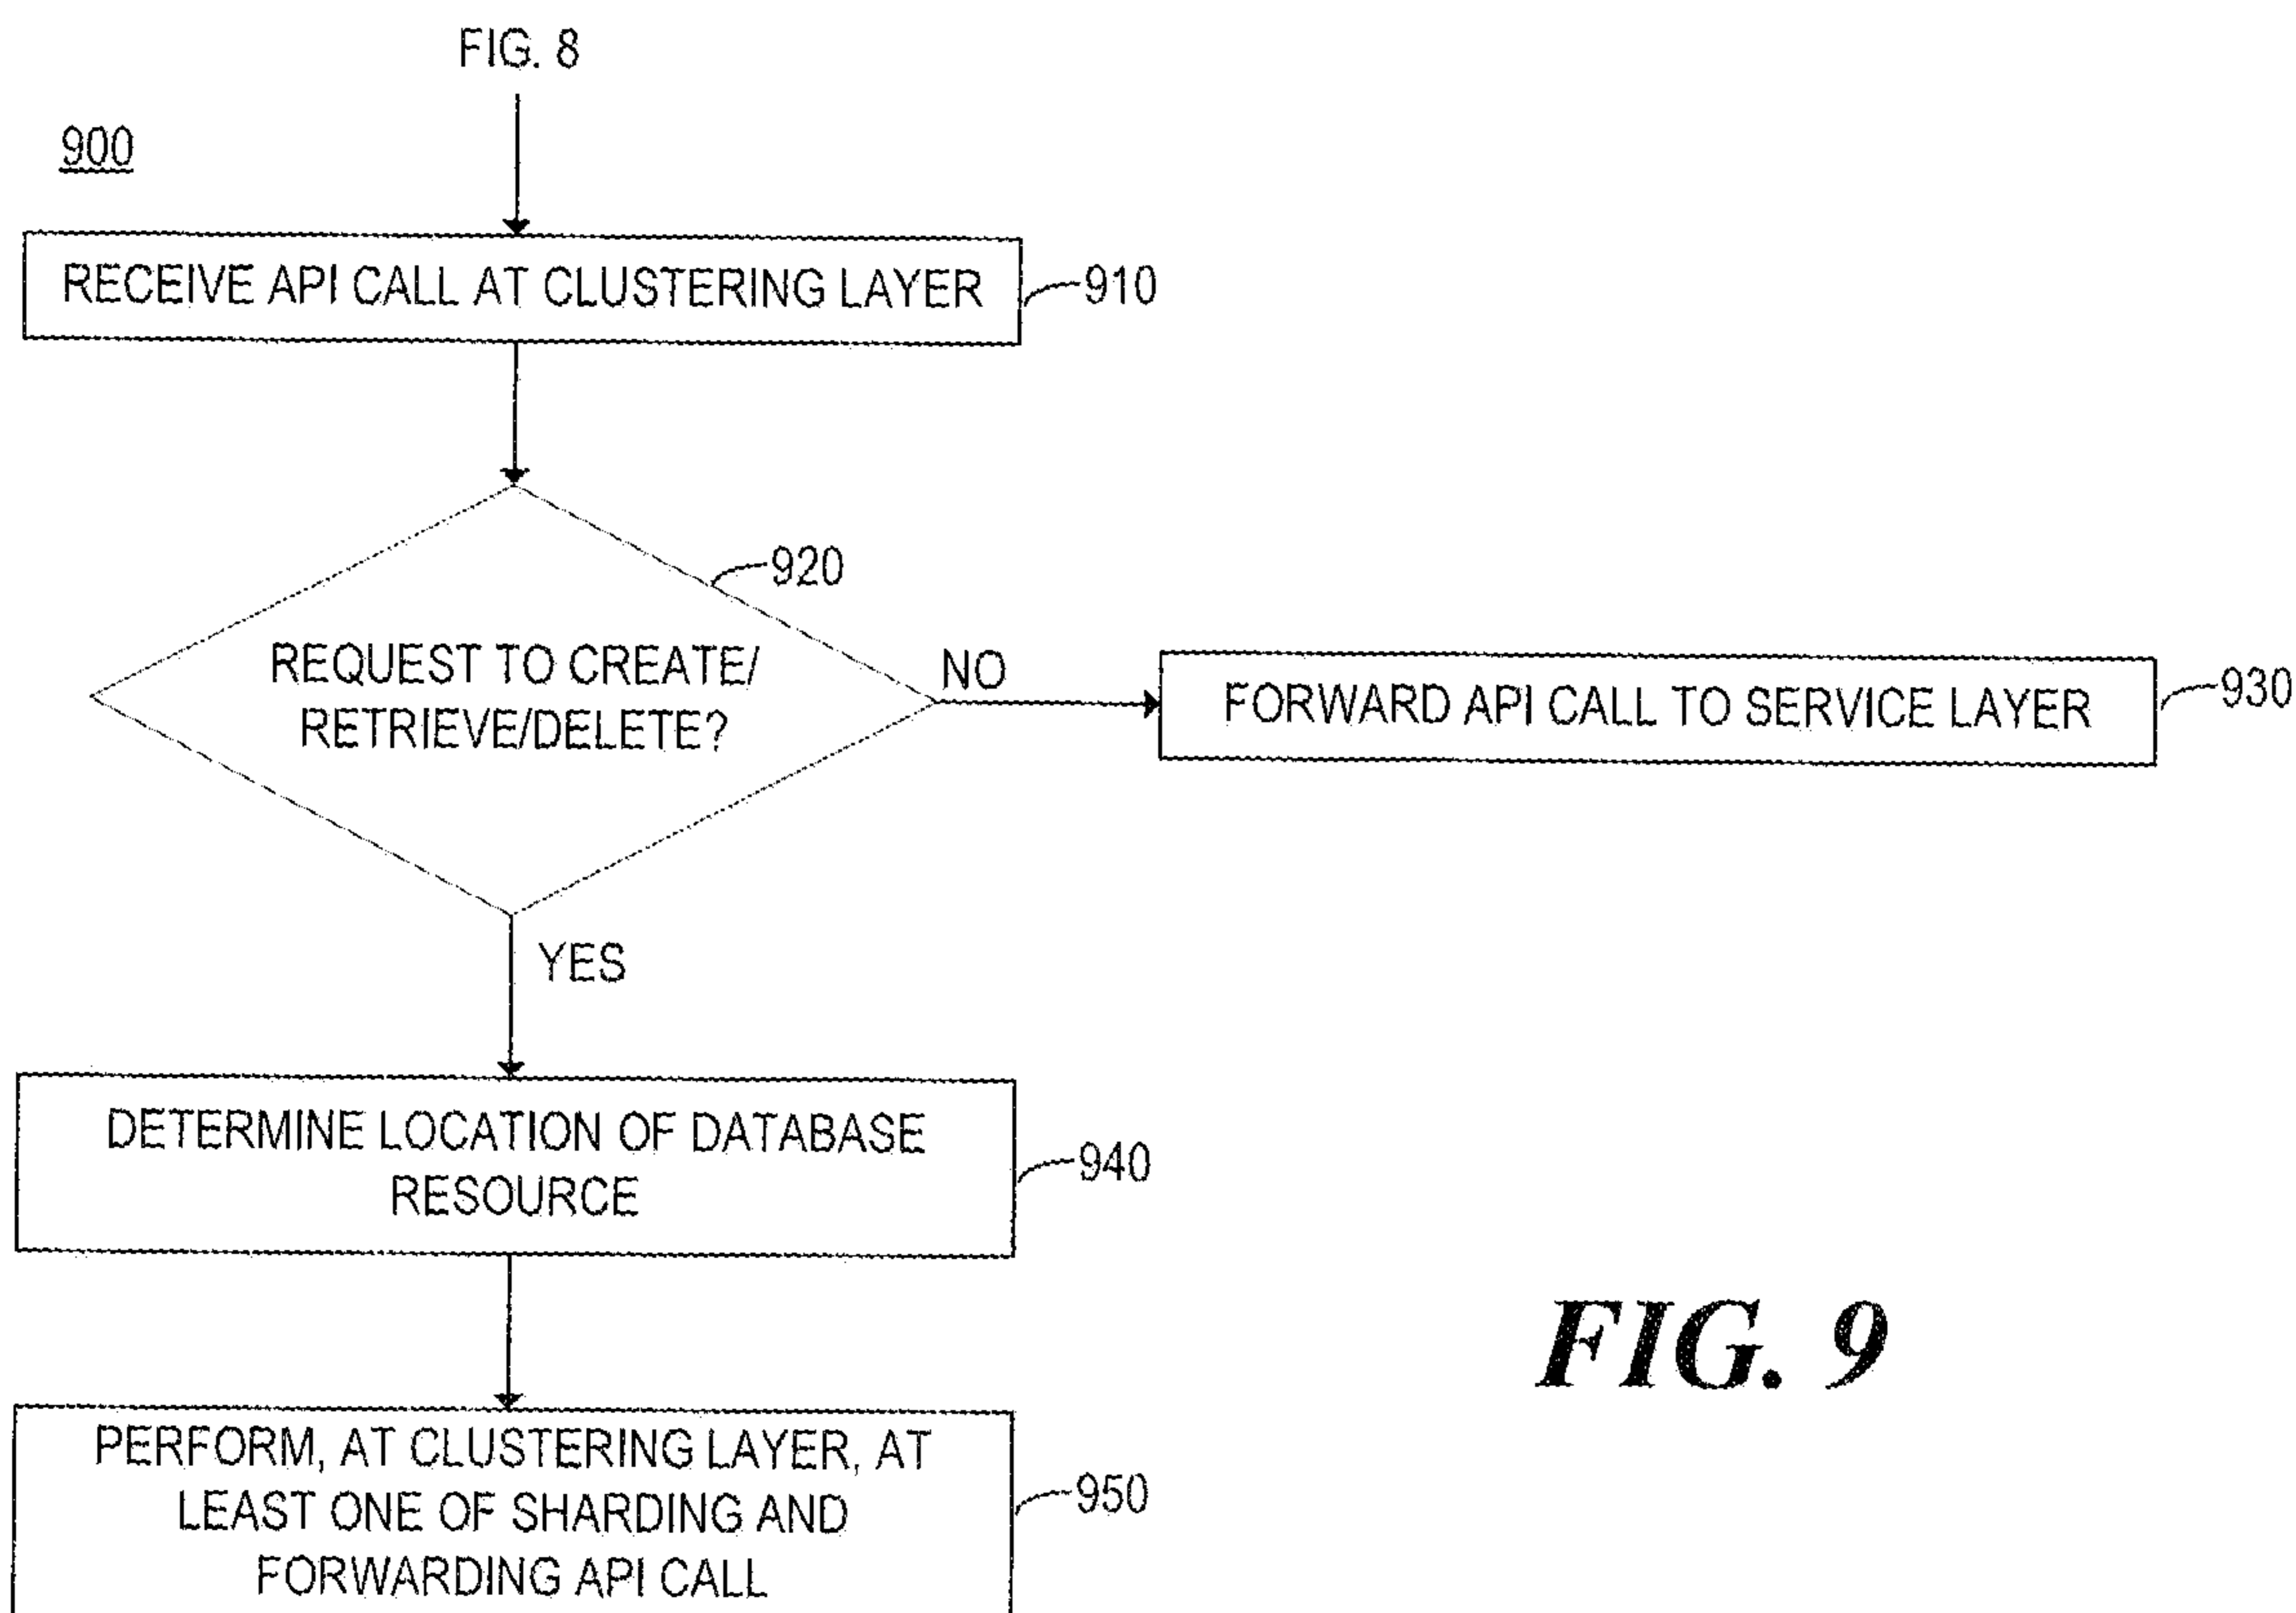 FIG. 8
900
RECEIVE API CALL AT CLUSTERING LAYER
910
920
REQUEST TO CREATE/
RETRIEVE/DELETE?
NO
FORWARD API CALL TO SERVICE LAYER
930
YES
DETERMINE LOCATION OF DATABASE
RESOURCE
940
PERFORM, AT CLUSTERING LAYER, AT
LEAST ONE OF SHARDING AND
FORWARDING API CALL
950
FIG. 9